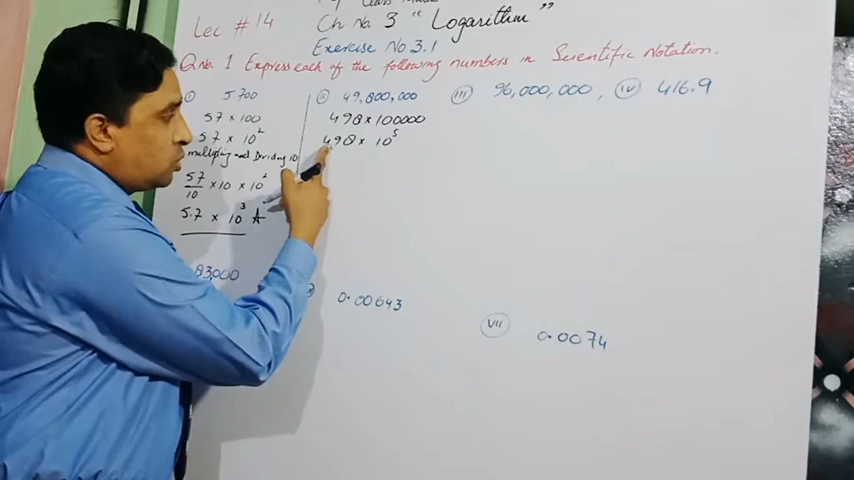 Lec # 14
Ch No. 3 "Logarithm"
Exercise No 3.1
Q no. 1 Express each of the following numbers in Scientific Notation.
(i) 5700
57 × 100
57 × 10²
multiplying and Dividing 10
57/10 × 10 × 10²
5.7 × 10³ A
(ii) 49,800,000
498 × 100000
498 × 10⁵
(iii) 96,000,000 , (iv) 416.9
83,000
0.00643
(vii) 0.0074